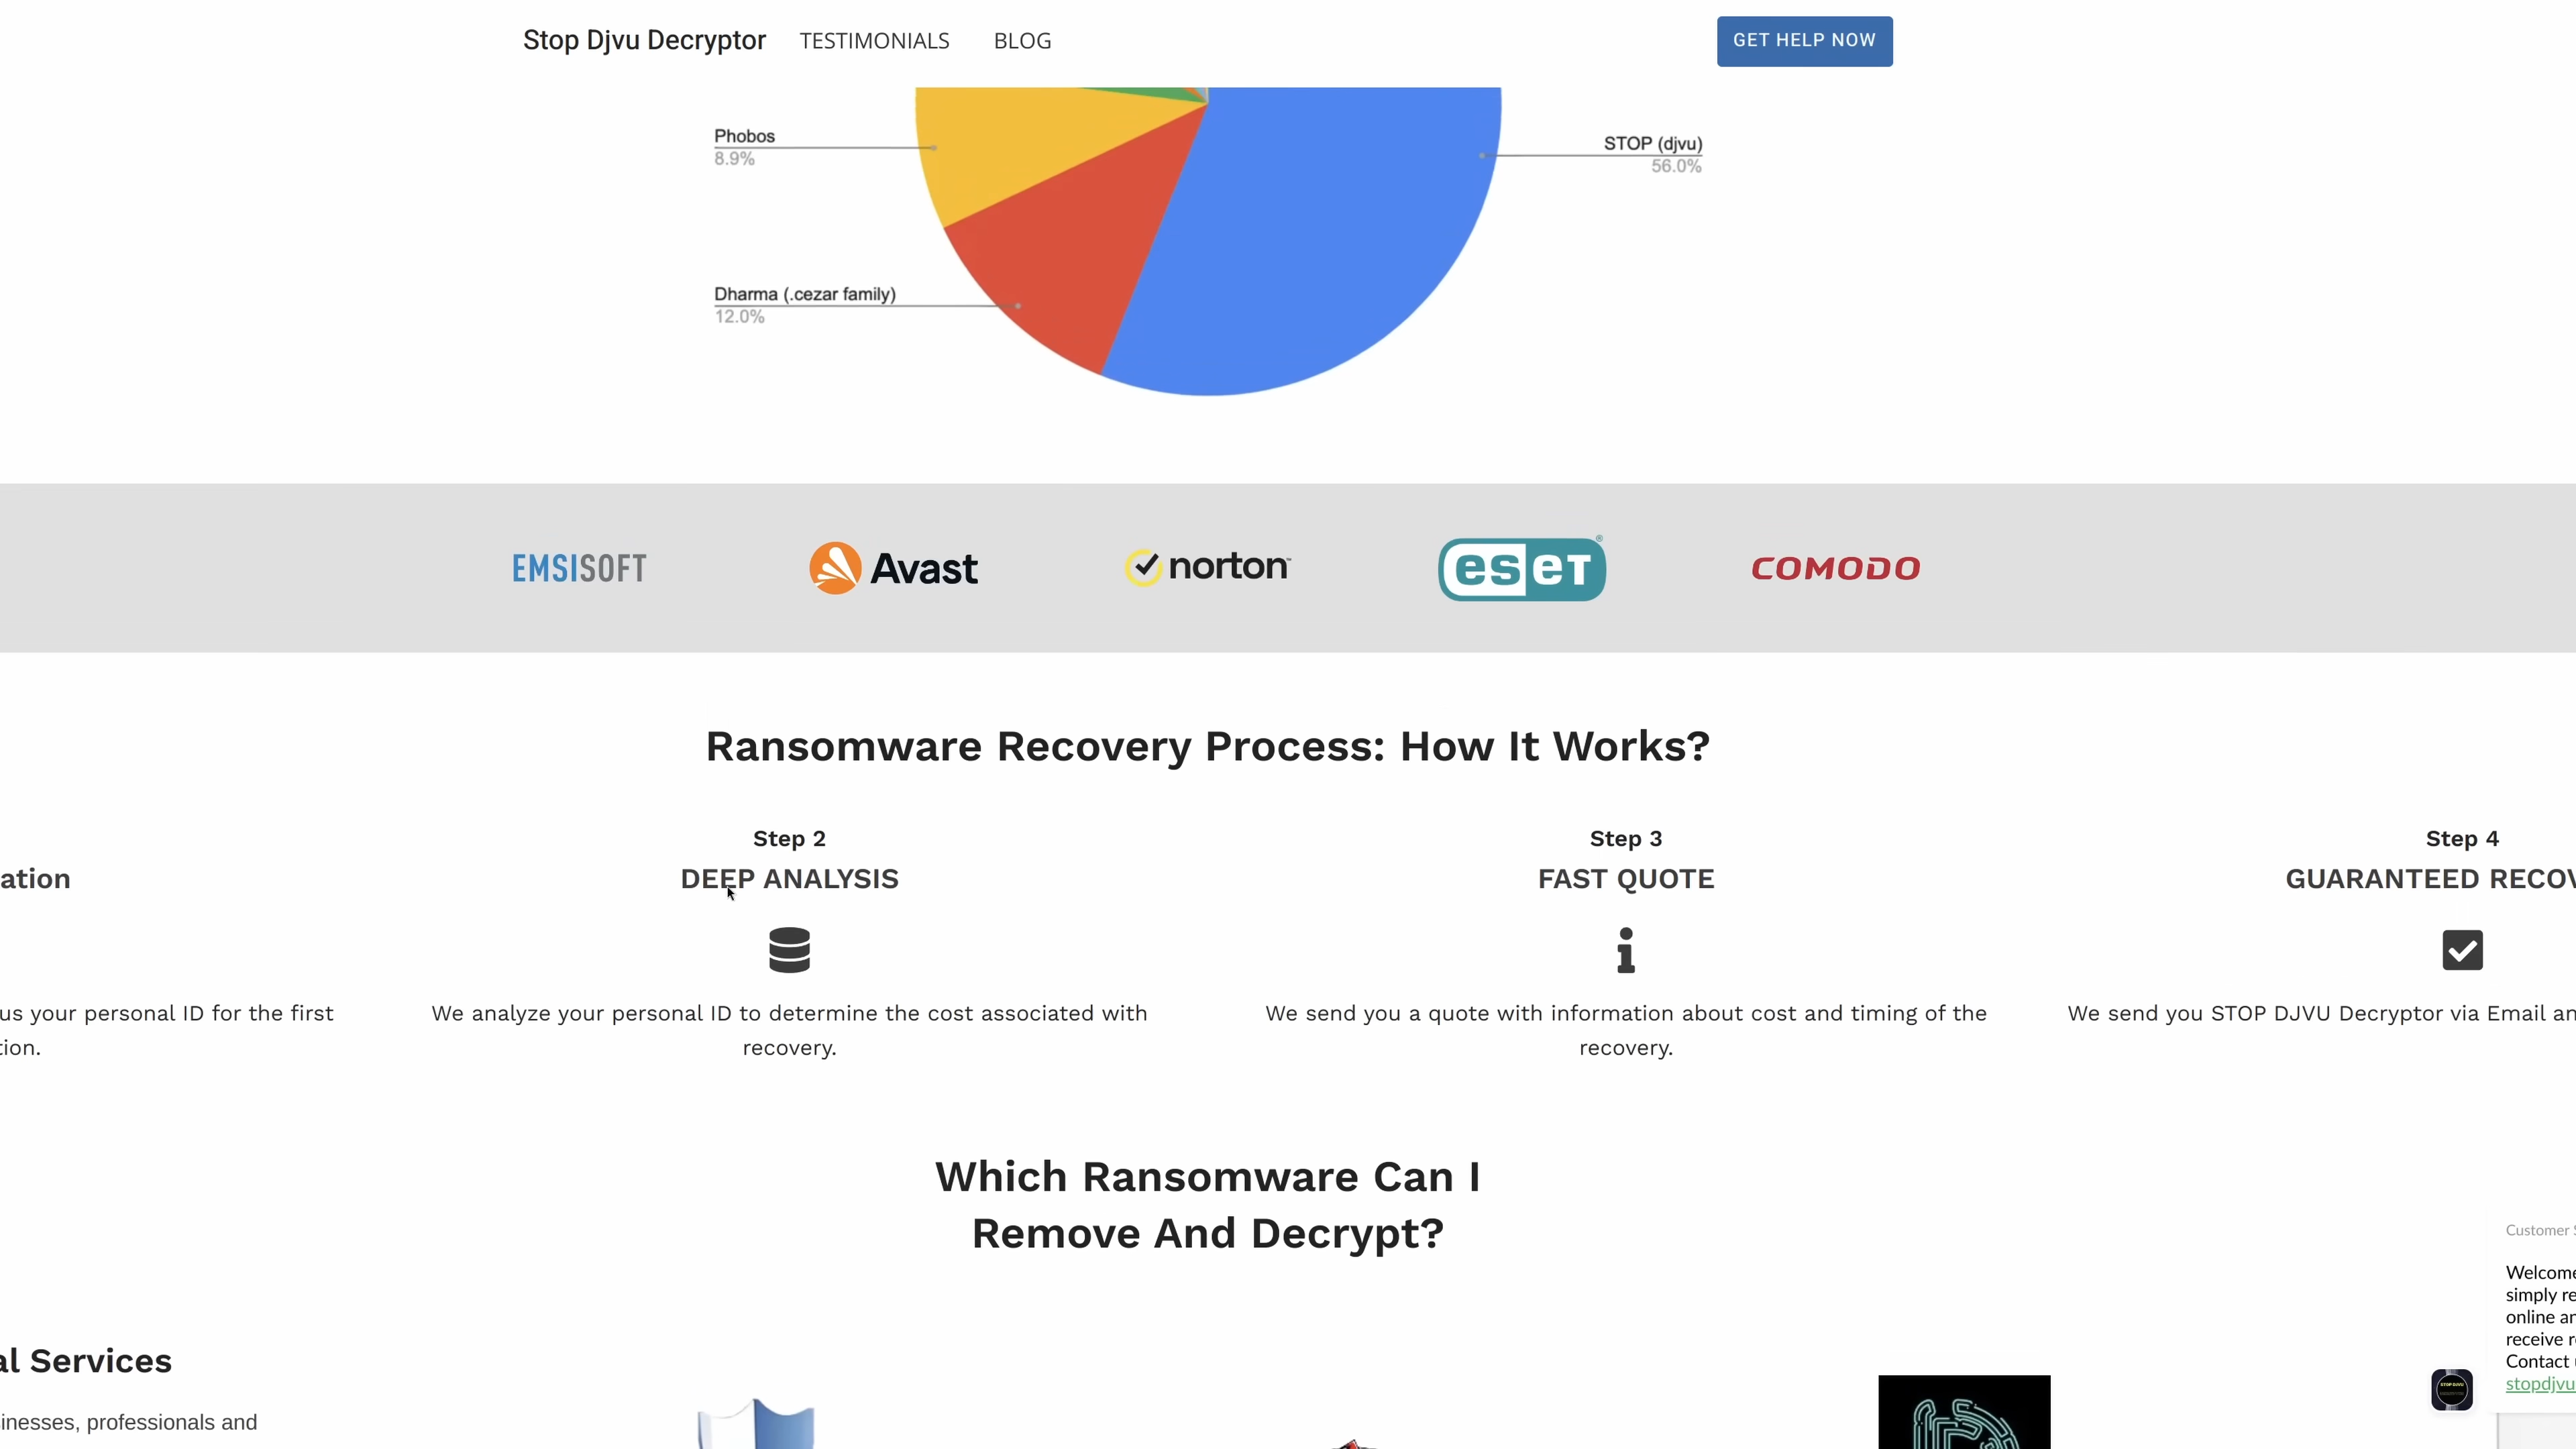 Stop Djvu Decryptor TESTIMONIALS BLOG GET HELP NOW
Phobos
8.9%
STOP (djvu)
56.0%
Dharma (.cezar family)
12.0%
EMSISOFT Avast norton eseT COMODO
Ransomware Recovery Process: How It Works?
Step 2 Step 3 Step 4
ation DEEP ANALYSIS FAST QUOTE GUARANTEED RECOV
us your personal ID for the first We analyze your personal ID to determine the cost associated with We send you a quote with information about cost and timing of the We send you STOP DJVU Decryptor via Email an
tion. recovery. recovery.
Which Ransomware Can I
Remove And Decrypt?
Customer S
Welcome
simply re
online an
receive r
Contact
stopdjvu
al Services
inesses, professionals and